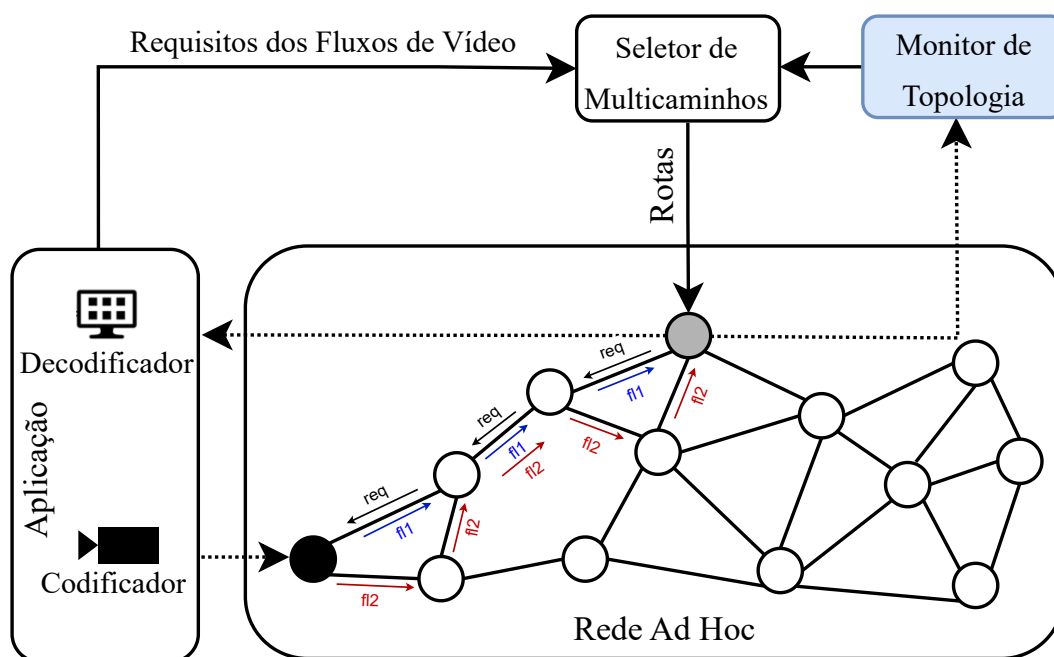 Requisitos dos Fluxos de Vídeo
Seletor de
Multicaminhos
Monitor de
Topologia
Rotas
Decodificador
Aplicação
Codificador
req
fl1
fl2
req
fl1
fl2
fl2
req
fl1
fl2
fl2
Rede Ad Hoc